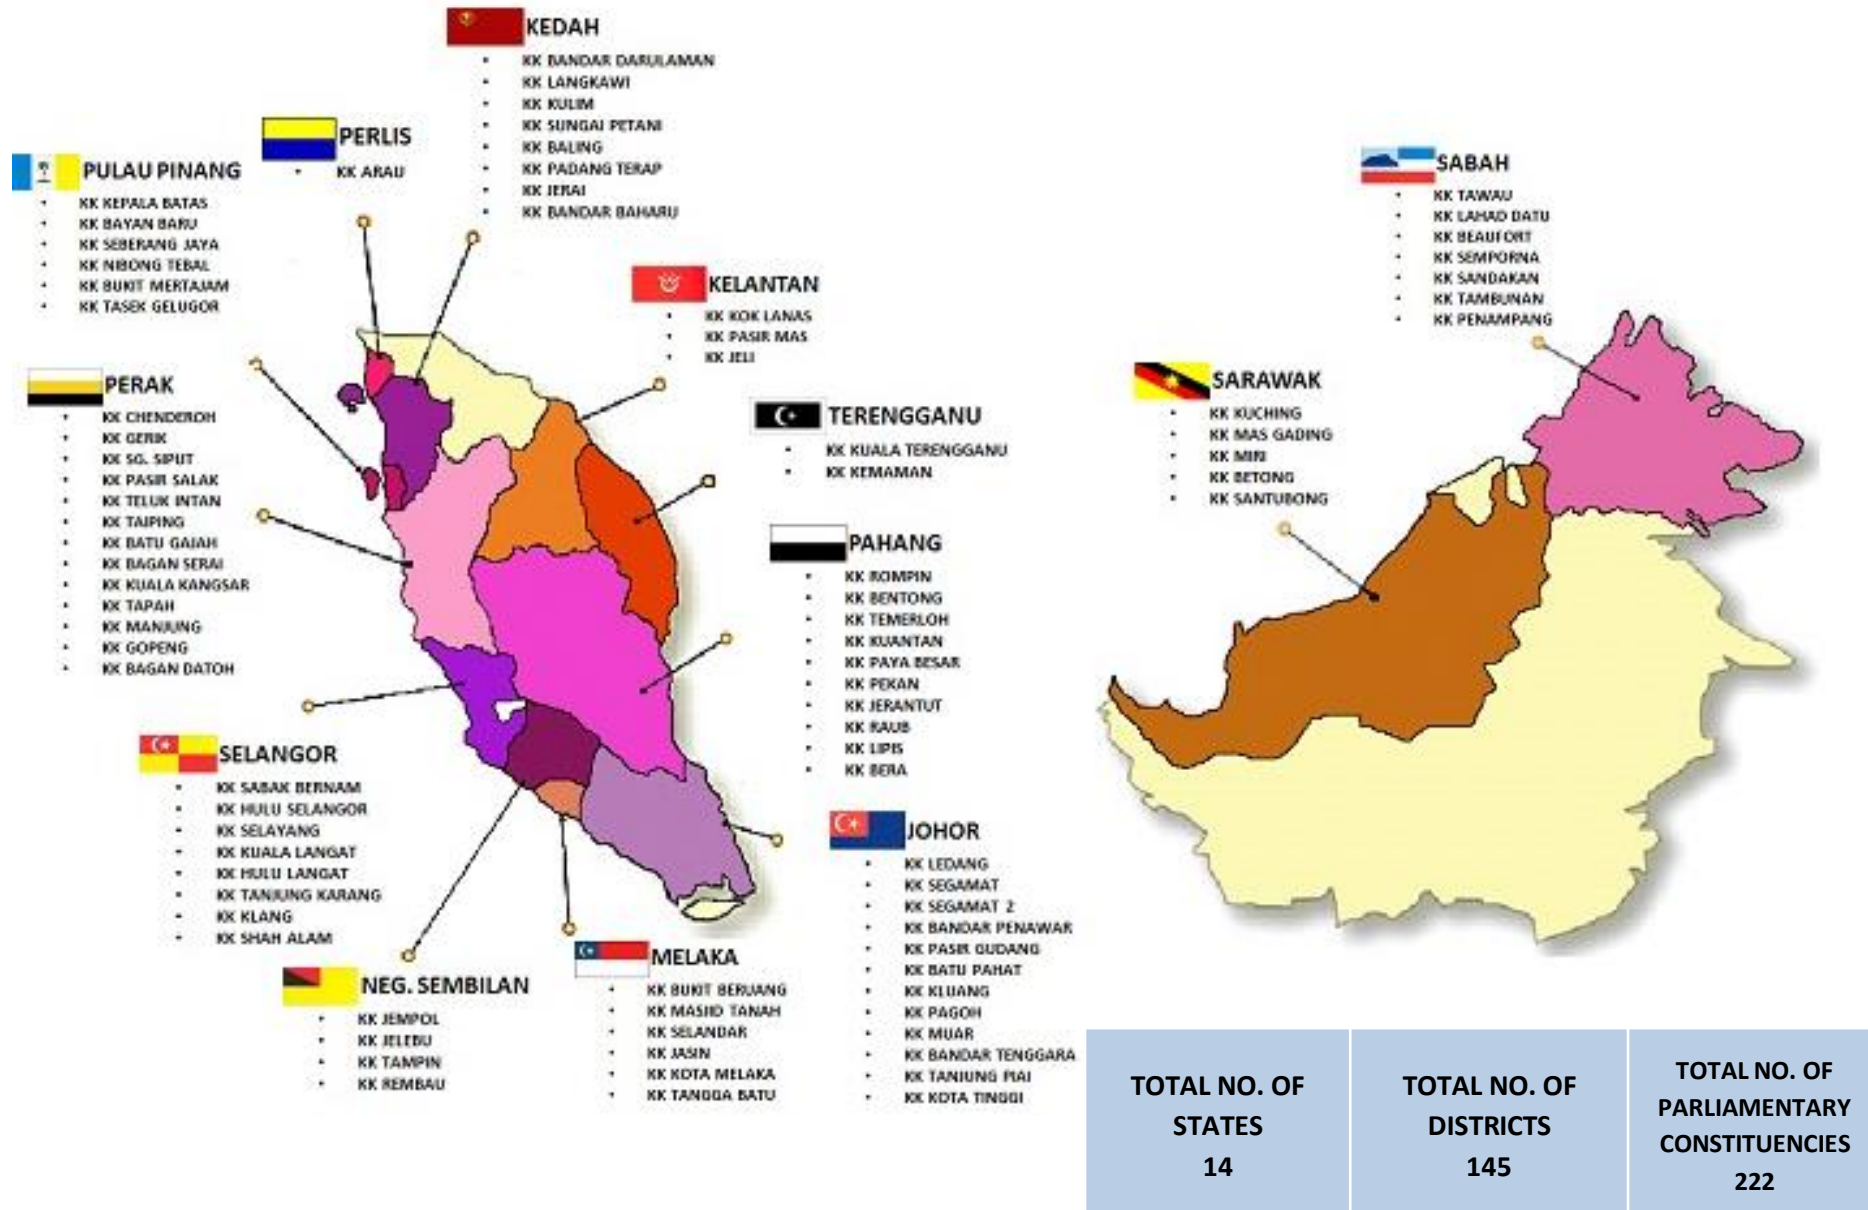 KEDAH
KK BANDAR DARULAMAN
KK LANGKAWI
KK KULIM
KK SUNGAI PETANI
KK BALING
KK PADANG TERAP
KK JERAI
KK BANDAR BAHARU
PERLIS
KK ARAU
PULAU PINANG
KK KEPALA BATAS
KK BAYAN BARU
KK SEBERANG JAYA
KK NIBONG TEBAL
KK BUKIT MERTAJAM
KK TASEK GELUGOR
KELANTAN
KK KOK LANAS
KK PASIR MAS
KK JELI
PERAK
KK CHENDEROH
KK GERIK
KK SG. SIPUT
KK PASIR SALAK
KK TELUK INTAN
KK TAIPING
KK BATU GAJAH
KK BAGAN SERAI
KK KUALA KANGSAR
KK TAPAH
KK MANJUNG
KK GOPENG
KK BAGAN DATOH
TERENGGANU
KK KUALA TERENGGANU
KK KEMAMAN
PAHANG
KK ROMPIN
KK BENTONG
KK TEMERLOH
KK KUANTAN
KK PAYA BESAR
KK PEKAN
KK JERANTUT
KK RAUB
KK LIPIS
KK BERA
SELANGOR
KK SABAK BERNAM
KK HULU SELANGOR
KK SELAYANG
KK KUALA LANGAT
KK HULU LANGAT
KK TANJUNG KARANG
KK KLANG
KK SHAH ALAM
NEG. SEMBILAN
KK JEMPOL
KK JELEBU
KK TAMPIN
KK REMBAU
MELAKA
KK BUKIT BERUANG
KK MASJID TANAH
KK SELANDAR
KK JASIN
KK KOTA MELAKA
KK TANGGA BATU
JOHOR
KK LEDANG
KK SEGAMAT
KK SEGAMAT 2
KK BANDAR PENAWAR
KK PASIR GUDANG
KK BATU PAHAT
KK KLUANG
KK PAGOH
KK MUAR
KK BANDAR TENGGARA
KK TANJUNG PIAI
KK KOTA TINGGI
SABAH
KK TAWAU
KK LAHAD DATU
KK BEAUFORT
KK SEMPORNA
KK SANDAKAN
KK TAMBUNAN
KK PENAMPANG
SARAWAK
KK KUCHING
KK MAS GADING
KK MIRI
KK BETONG
KK SANTUBONG
TOTAL NO. OF
STATES
14
TOTAL NO. OF
DISTRICTS
145
TOTAL NO. OF
PARLIAMENTARY
CONSTITUENCIES
222